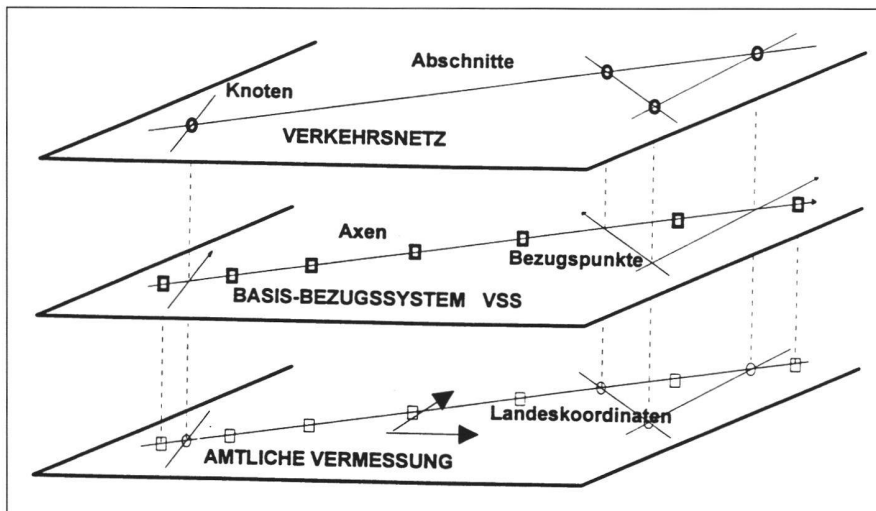 Abschnitte
Knoten
VERKEHRSNETZ
Axen
Bezugspunkte
BASIS-BEZUGSSYSTEM VSS
Landeskoordinaten
AMTLICHE VERMESSUNG